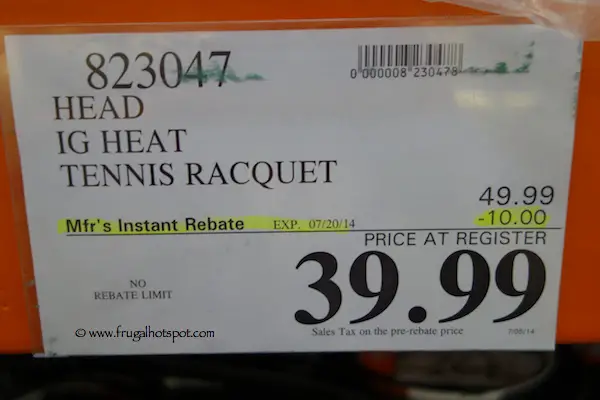 823047
0 000008 230478
HEAD
IG HEAT
TENNIS RACQUET
49.99
Mfr's Instant Rebate EXP. 07/20/14 -10.00
PRICE AT REGISTER
39.99
NO
REBATE LIMIT
Sales Tax on the pre-rebate price
© www.frugalhotspot.com